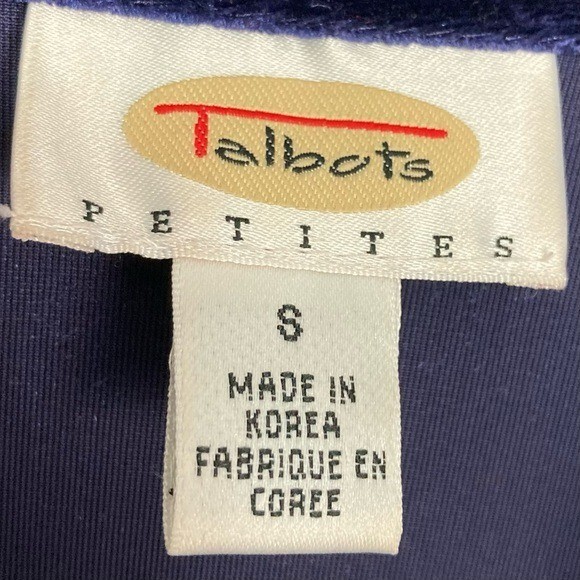 Talbots
PETITES
S
MADE IN
KOREA
FABRIQUE EN
COREE